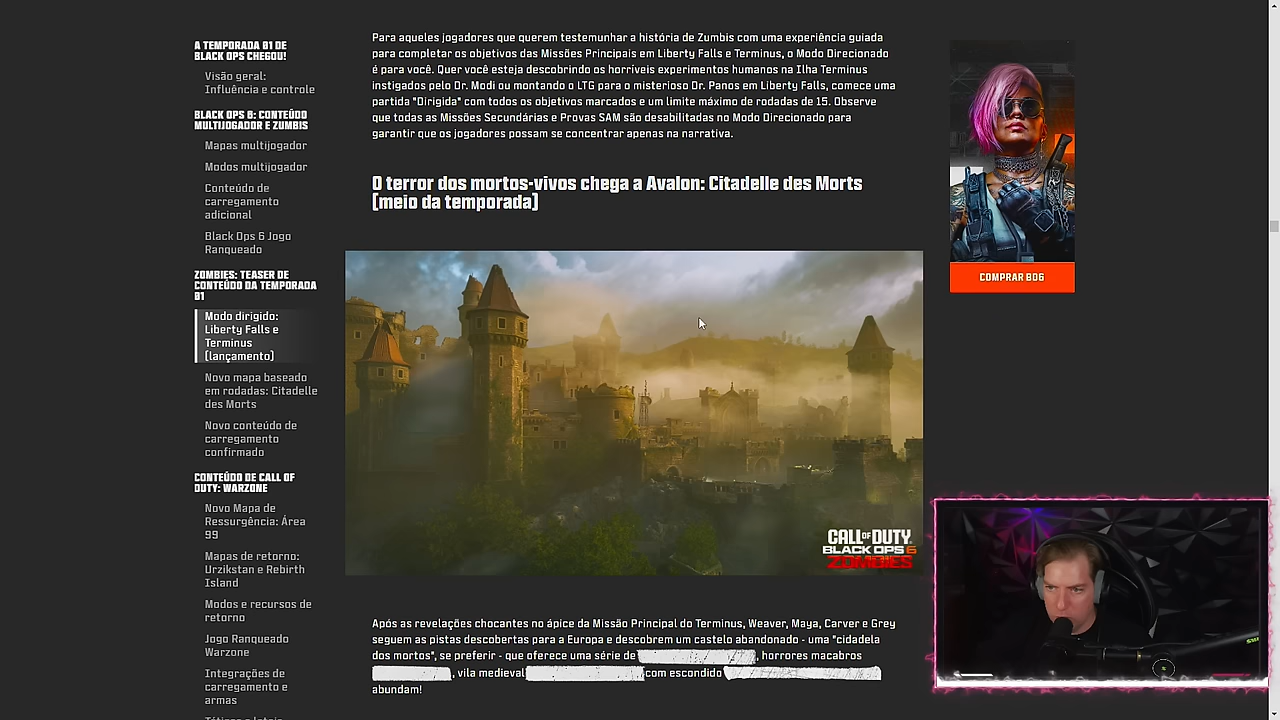 A TEMPORADA 01 DE
BLACK OPS CHEGOU!
Visão geral:
Influência e controle
BLACK OPS 6: CONTEÚDO
MULTIJOGADOR E ZUMBIS
Mapas multijogador
Modos multijogador
Conteúdo de
carregamento
adicional
Black Ops 6 Jogo
Ranqueado
ZOMBIES: TEASER DE
CONTEÚDO DA TEMPORADA
01
Modo dirigido:
Liberty Falls e
Terminus
(lançamento)
Novo mapa baseado
em rodadas: Citadelle
des Morts
Novo conteúdo de
carregamento
confirmado
CONTEÚDO DE CALL OF
DUTY: WARZONE
Novo Mapa de
Ressurgência: Área
99
Mapas de retorno:
Urzikstan e Rebirth
Island
Modos e recursos de
retorno
Jogo Ranqueado
Warzone
Integrações de
carregamento e
armas
Para aqueles jogadores que querem testemunhar a história de Zumbis com uma experiência guiada
para completar os objetivos das Missões Principais em Liberty Falls e Terminus, o Modo Direcionado
é para você. Quer você esteja descobrindo os horríveis experimentos humanos na Ilha Terminus
instigados pelo Dr. Modi ou montando o LTG para o misterioso Dr. Panos em Liberty Falls, comece uma
partida "Dirigida" com todos os objetivos marcados e um limite máximo de rodadas de 15. Observe
que todas as Missões Secundárias e Provas SAM são desabilitadas no Modo Direcionado para
garantir que os jogadores possam se concentrar apenas na narrativa.
O terror dos mortos-vivos chega a Avalon: Citadelle des Morts
(meio da temporada)
CALL OF DUTY
BLACK OPS 6
ZOMBIES
Após as revelações chocantes no ápice da Missão Principal do Terminus, Weaver, Maya, Carver e Grey
seguem as pistas descobertas para a Europa e descobrem um castelo abandonado - uma "cidadela
dos mortos", se preferir - que oferece uma série de , horrores macabros
, vila medieval com escondido
abundam!
COMPRAR BO6